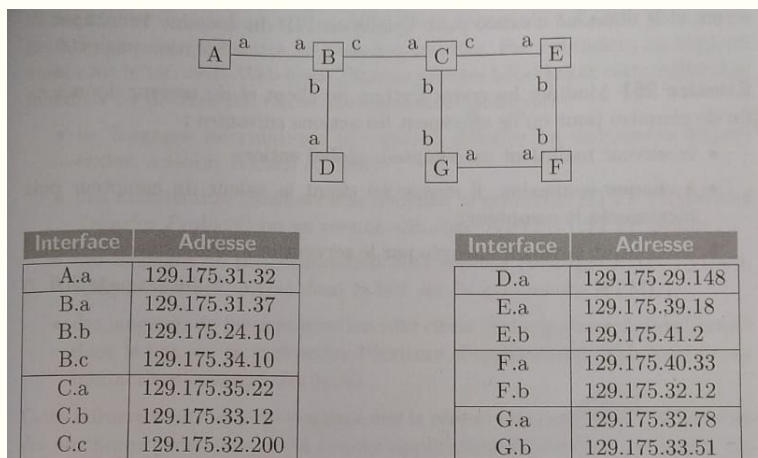 A a a B c a C c a E
b b b
a b b
D G a a F
Interface Adresse
A.a 129.175.31.32
B.a 129.175.31.37
B.b 129.175.24.10
B.c 129.175.34.10
C.a 129.175.35.22
C.b 129.175.33.12
C.c 129.175.32.200
Interface Adresse
D.a 129.175.29.148
E.a 129.175.39.18
E.b 129.175.41.2
F.a 129.175.40.33
F.b 129.175.32.12
G.a 129.175.32.78
G.b 129.175.33.51